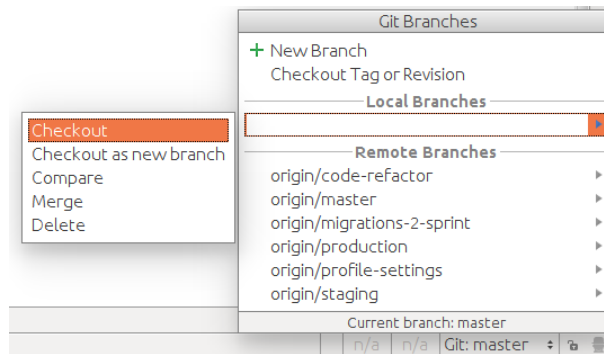 Git Branches
+ New Branch
Checkout Tag or Revision
Local Branches
Checkout
Checkout as new branch
Compare
Merge
Delete
Remote Branches
origin/code-refactor
origin/master
origin/migrations-2-sprint
origin/production
origin/profile-settings
origin/staging
Current branch: master
n/a n/a Git: master